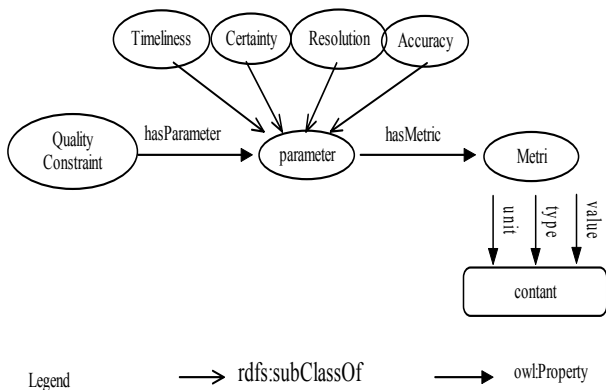 Timeliness
Certainty
Resolution
Accuracy
Quality
Constraint
hasParameter
parameter
hasMetric
Metri
unit
type
value
contant
Legend
rdfs:subClassOf
owl:Property